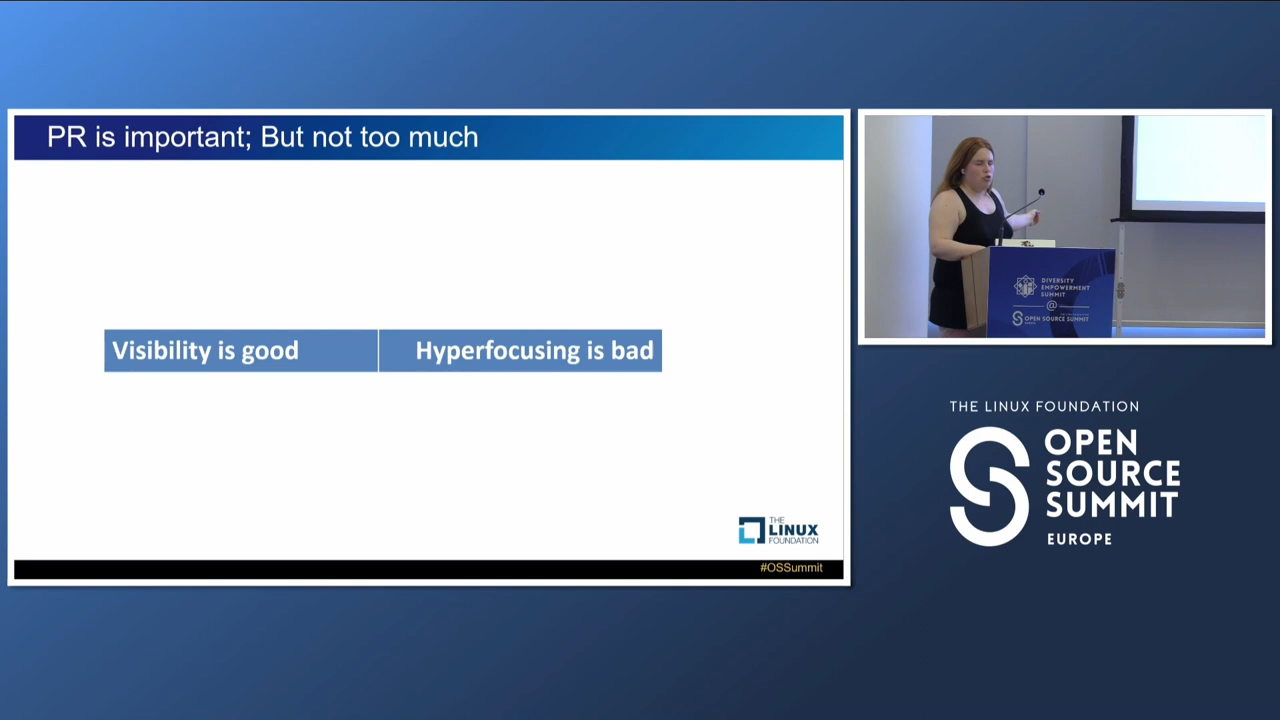 PR is important; But not too much
Visibility is good
Hyperfocusing is bad
THE
LINUX
FOUNDATION
#OSSummit
DIVERSITY
EMPOWERMENT
SUMMIT
@
OPEN SOURCE SUMMIT
THE LINUX FOUNDATION
OPEN
SOURCE
SUMMIT
EUROPE